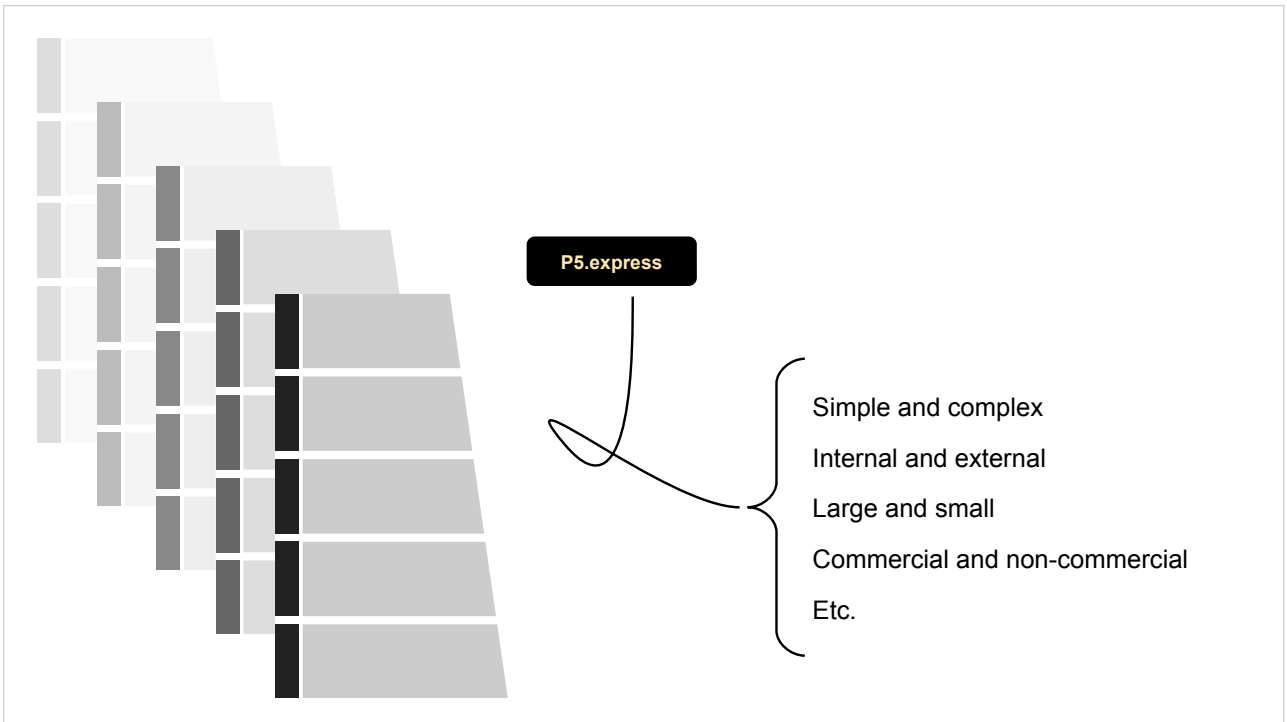 P5.express
Simple and complex
Internal and external
Large and small
Commercial and non-commercial
Etc.